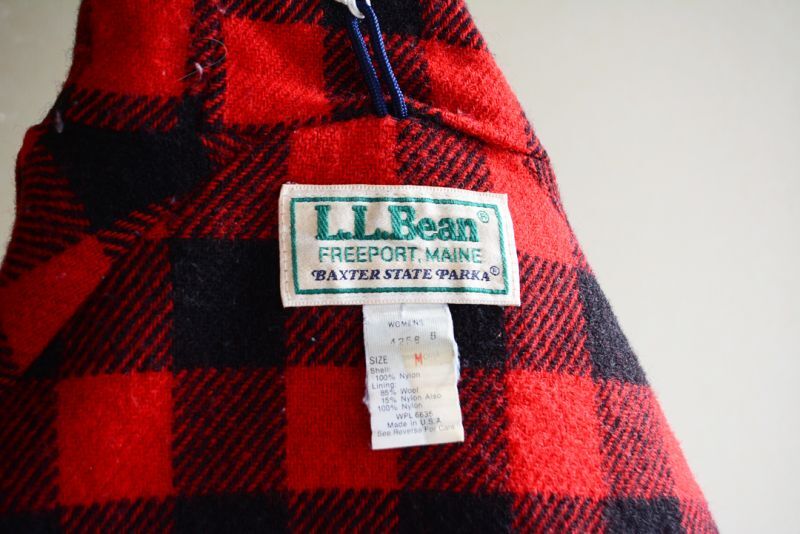 L.L.Bean®
FREEPORT, MAINE
BAXTER STATE PARKA®
WOMENS
SIZE M
Shell:
100% Nylon
Lining:
85% Wool
15% Nylon Also
100% Nylon
WPL 6635
Made in U.S.A
See Reverse For Care